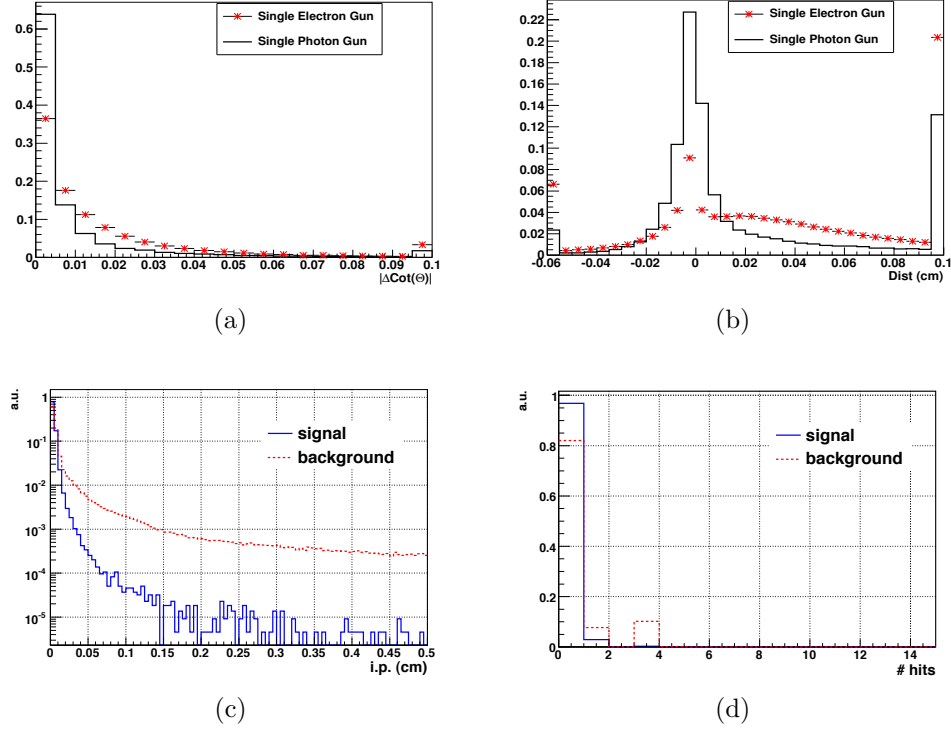 Single Electron Gun
Single Photon Gun
0.6
0.5
0.4
0.3
0.2
0.1
0
0 0.01 0.02 0.03 0.04 0.05 0.06 0.07 0.08 0.09 0.1
|ΔCot(Θ)|
(a)
Single Electron Gun
Single Photon Gun
0.22
0.2
0.18
0.16
0.14
0.12
0.1
0.08
0.06
0.04
0.02
0
-0.06 -0.04 -0.02 0 0.02 0.04 0.06 0.08 0.1
Dist (cm)
(b)
a.u.
1
10-1
10-2
10-3
10-4
10-5
signal
background
0 0.05 0.1 0.15 0.2 0.25 0.3 0.35 0.4 0.45 0.5
i.p. (cm)
(c)
a.u.
1
0.8
0.6
0.4
0.2
0
signal
background
0 2 4 6 8 10 12 14
# hits
(d)